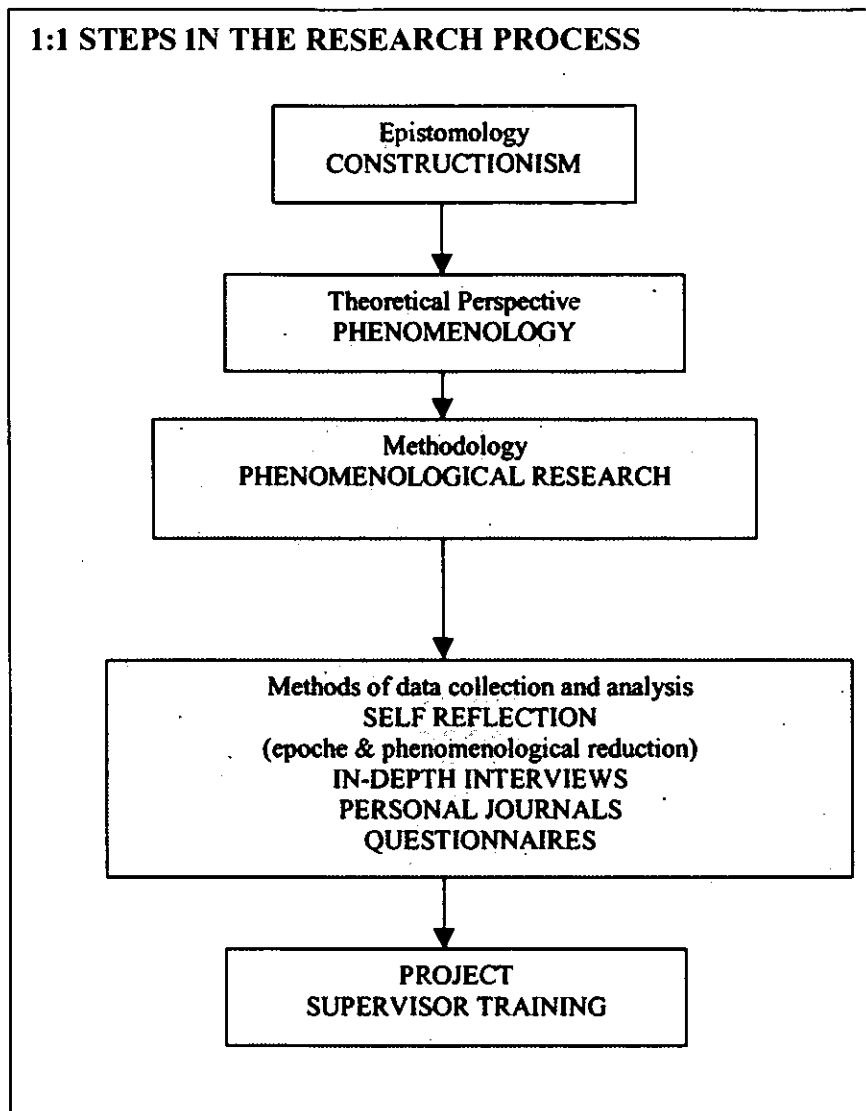 1:1 STEPS IN THE RESEARCH PROCESS
Epistomology
CONSTRUCTIONISM
Theoretical Perspective
PHENOMENOLOGY
Methodology
PHENOMENOLOGICAL RESEARCH
Methods of data collection and analysis
SELF REFLECTION
(epoche & phenomenological reduction)
IN-DEPTH INTERVIEWS
PERSONAL JOURNALS
QUESTIONNAIRES
PROJECT
SUPERVISOR TRAINING